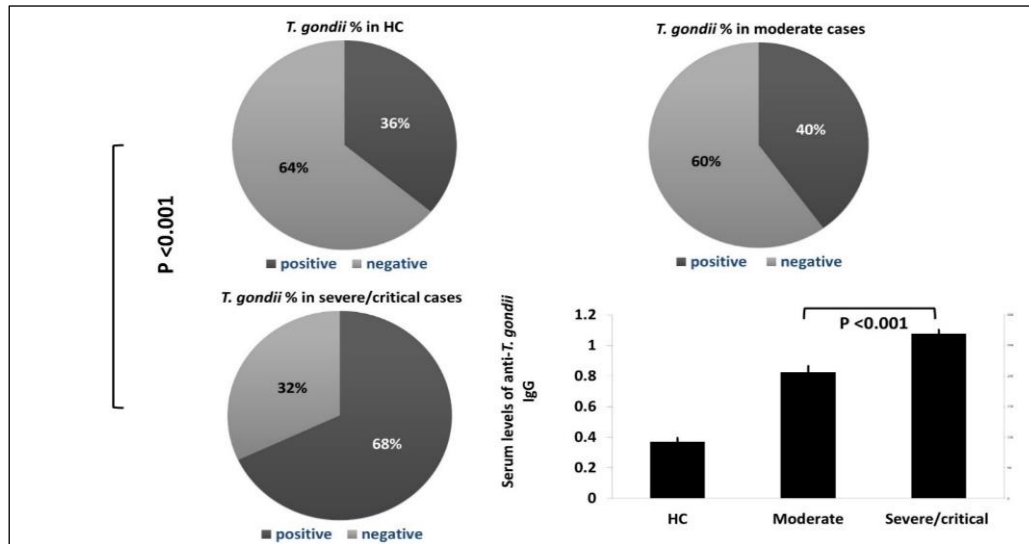 T. gondii % in HC
36%
64%
positive negative
T. gondii % in moderate cases
40%
60%
positive negative
P <0.001
T. gondii % in severe/critical cases
32%
68%
positive negative
Serum levels of anti-T. gondii
IgG
1.2
1
0.8
0.6
0.4
0.2
0
P <0.001
HC Moderate Severe/critical